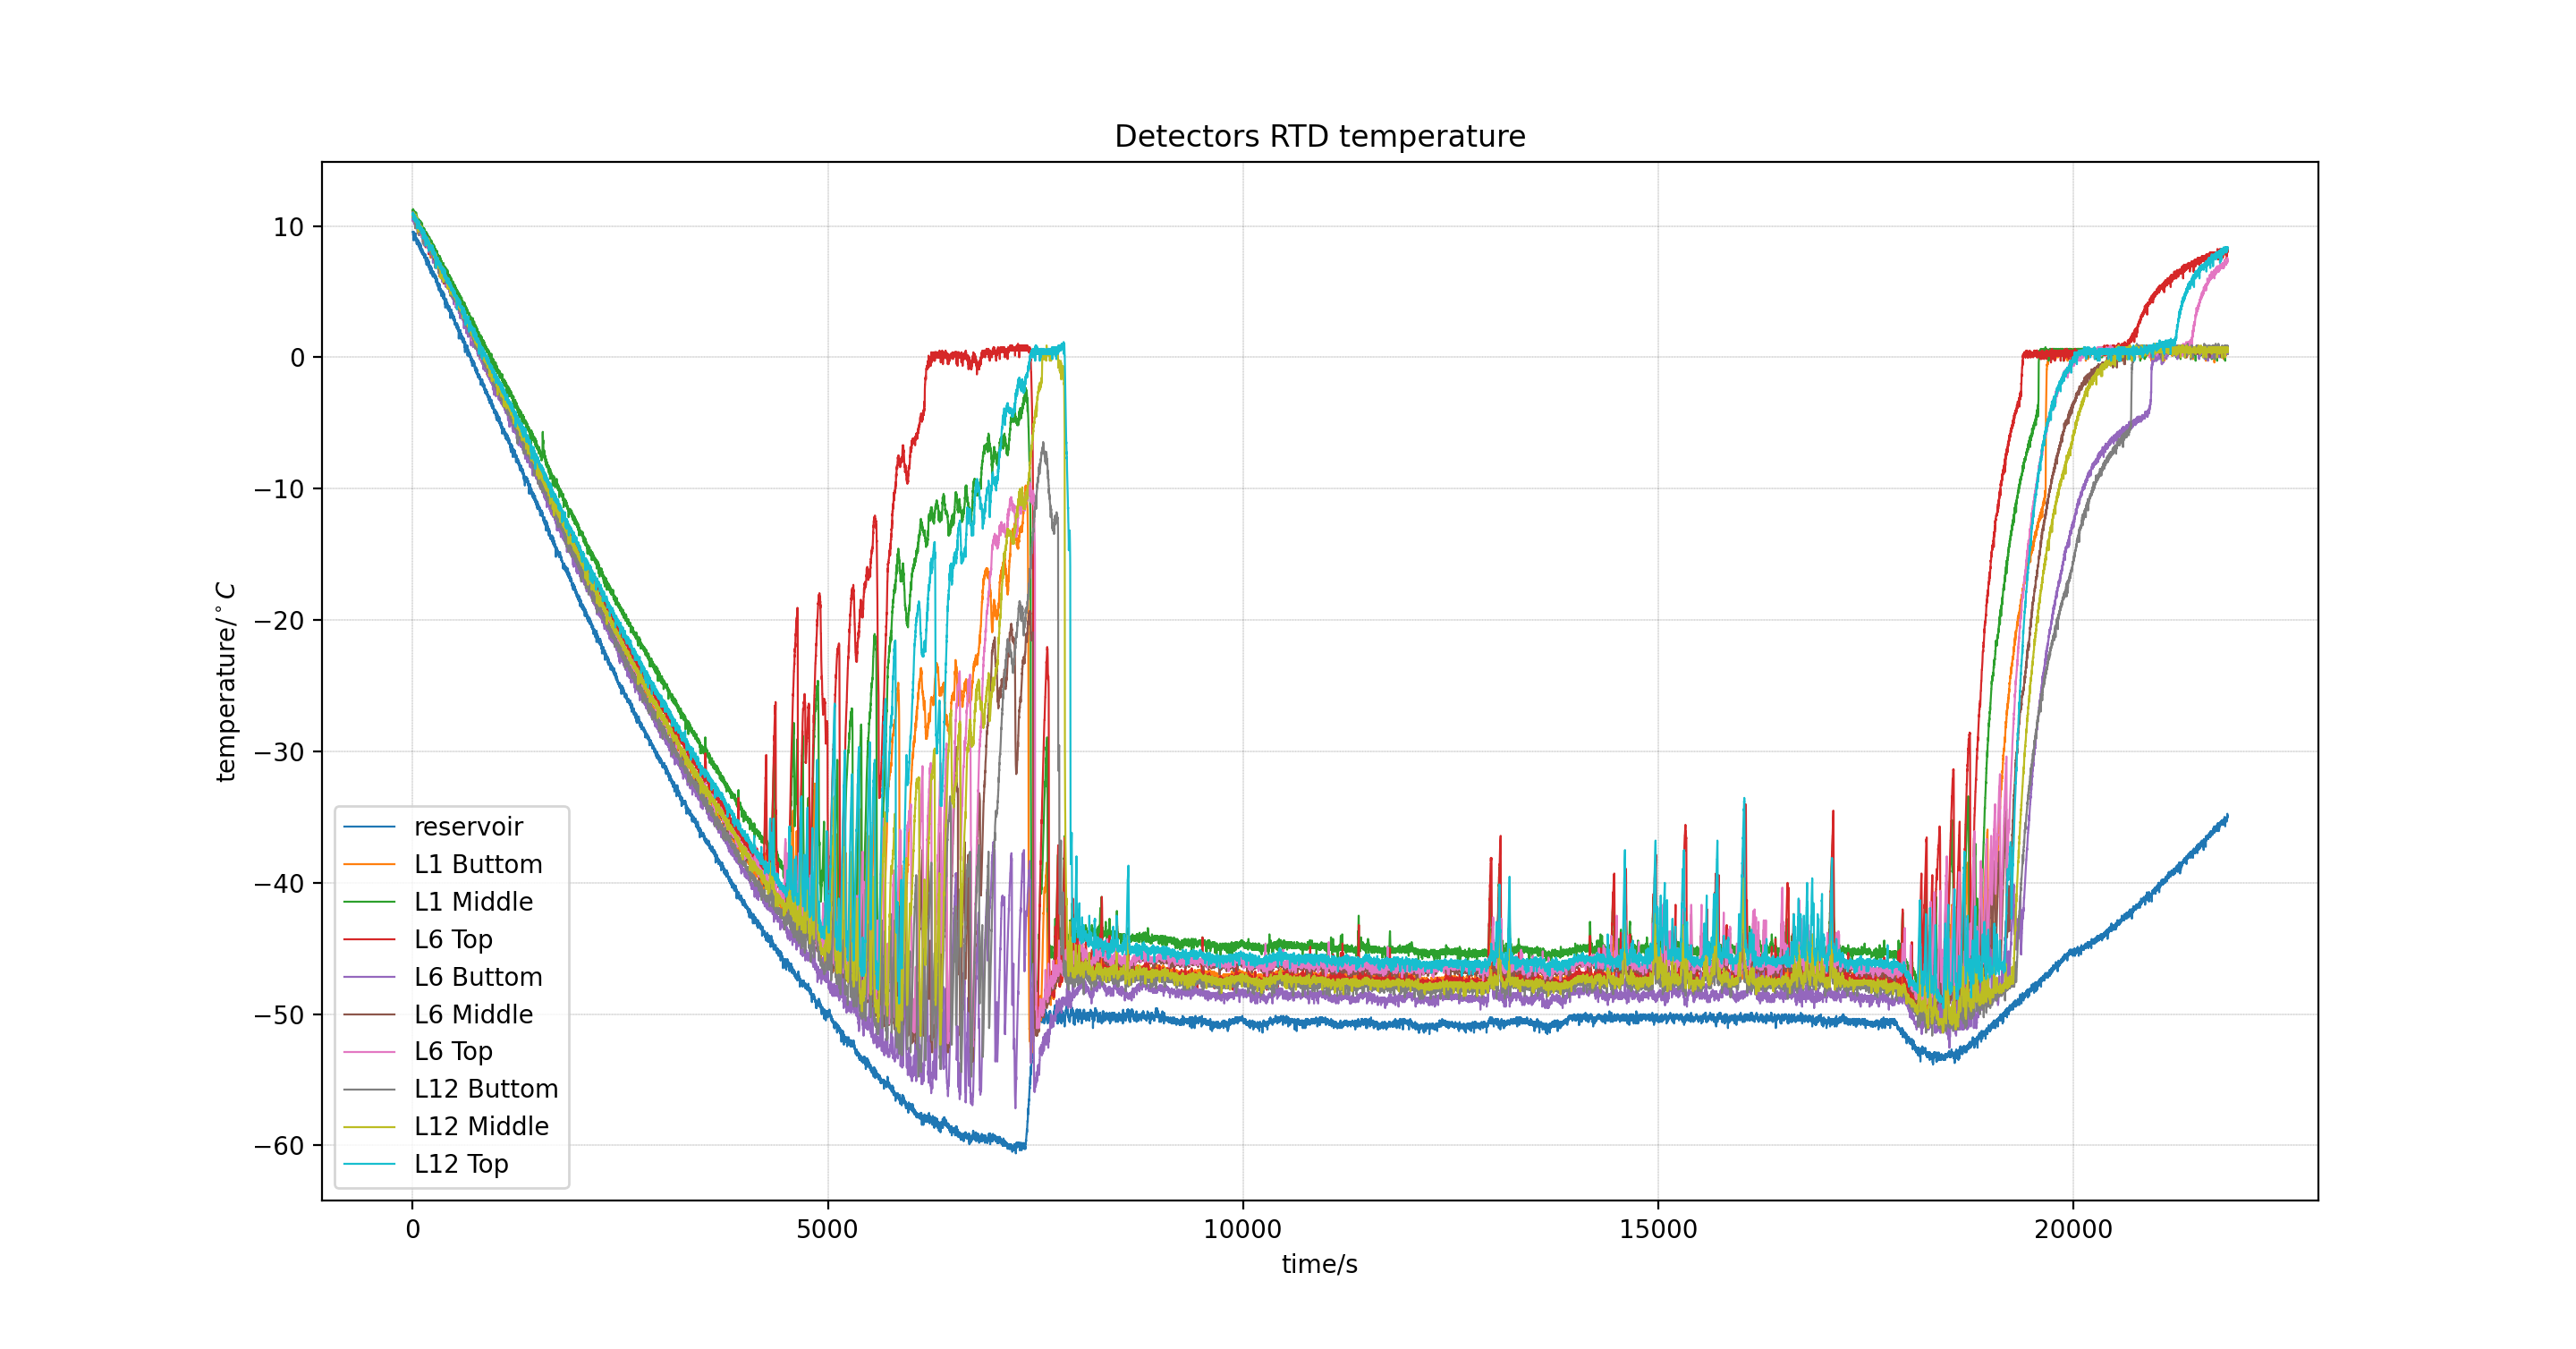 Detectors RTD temperature
temperature/°C
10
0
−10
−20
−30
−40
−50
−60
reservoir
L1 Buttom
L1 Middle
L6 Top
L6 Buttom
L6 Middle
L6 Top
L12 Buttom
L12 Middle
L12 Top
0 5000 10000 15000 20000
time/s